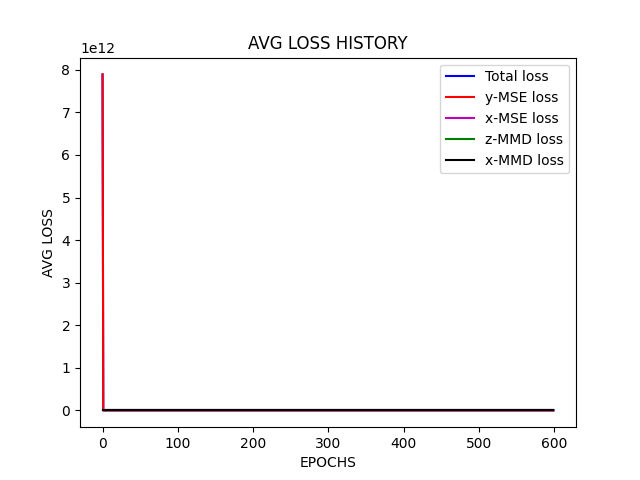 AVG LOSS HISTORY
1e12
8
7
6
5
4
3
2
1
0
AVG LOSS
Total loss
y-MSE loss
x-MSE loss
z-MMD loss
x-MMD loss
0 100 200 300 400 500 600
EPOCHS